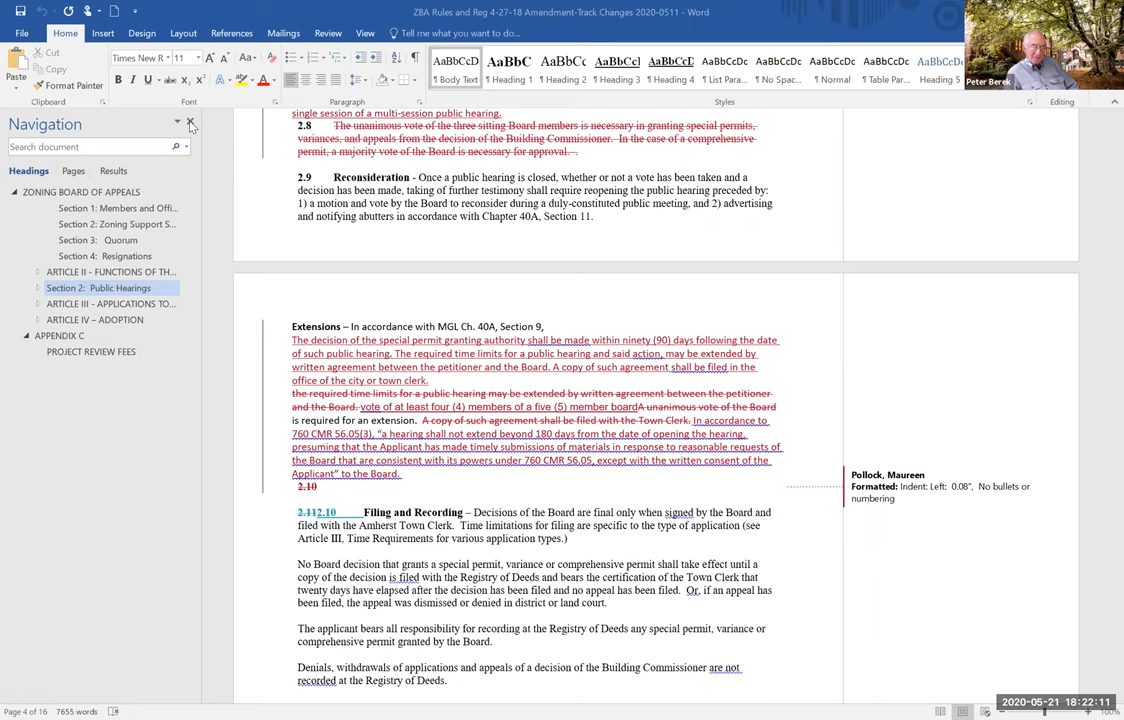 ZBA Rules and Reg 4-27-18 Amendment-Track Changes 2020-0511 - Word
File Home Insert Design Layout References Mailings Review View Tell me what you want to do...
Paste
Cut
Copy
Format Painter
Clipboard
Times New R 11
Font
Paragraph
AaBbCcD AaBbC AaBbCc AaBbCcI AaBbCcE AaBbCcDc AaBbCcDc AaBbCcDc AaBbCcDc AaBbCcD
¶ Body Text ¶ Heading 1 ¶ Heading 2 ¶ Heading 3 ¶ Heading 4 ¶ List Para... ¶ No Spac... ¶ Normal ¶ Table Par... Heading 5
Styles
Editing
Peter Berek
Navigation
Search document
Headings Pages Results
ZONING BOARD OF APPEALS
Section 1: Members and Offi...
Section 2: Zoning Support S...
Section 3: Quorum
Section 4: Resignations
ARTICLE II - FUNCTIONS OF TH...
Section 2: Public Hearings
ARTICLE III - APPLICATIONS TO...
ARTICLE IV – ADOPTION
APPENDIX C
PROJECT REVIEW FEES
single session of a multi-session public hearing.
2.8 The unanimous vote of the three sitting Board members is necessary in granting special permits,
variances, and appeals from the decision of the Building Commissioner. In the case of a comprehensive
permit, a majority vote of the Board is necessary for approval. .
2.9 Reconsideration - Once a public hearing is closed, whether or not a vote has been taken and a
decision has been made, taking of further testimony shall require reopening the public hearing preceded by:
1) a motion and vote by the Board to reconsider during a duly-constituted public meeting, and 2) advertising
and notifying abutters in accordance with Chapter 40A, Section 11.
Extensions – In accordance with MGL Ch. 40A, Section 9,
The decision of the special permit granting authority shall be made within ninety (90) days following the date
of such public hearing. The required time limits for a public hearing and said action, may be extended by
written agreement between the petitioner and the Board. A copy of such agreement shall be filed in the
office of the city or town clerk.
the required time limits for a public hearing may be extended by written agreement between the petitioner
and the Board. vote of at least four (4) members of a five (5) member boardA unanimous vote of the Board
is required for an extension. A copy of such agreement shall be filed with the Town Clerk. In accordance to
760 CMR 56.05(3), “a hearing shall not extend beyond 180 days from the date of opening the hearing,
presuming that the Applicant has made timely submissions of materials in response to reasonable requests of
the Board that are consistent with its powers under 760 CMR 56.05, except with the written consent of the
Applicant” to the Board.
2.10
2.112.10 Filing and Recording – Decisions of the Board are final only when signed by the Board and
filed with the Amherst Town Clerk. Time limitations for filing are specific to the type of application (see
Article III, Time Requirements for various application types.)
No Board decision that grants a special permit, variance or comprehensive permit shall take effect until a
copy of the decision is filed with the Registry of Deeds and bears the certification of the Town Clerk that
twenty days have elapsed after the decision has been filed and no appeal has been filed. Or, if an appeal has
been filed, the appeal was dismissed or denied in district or land court.
The applicant bears all responsibility for recording at the Registry of Deeds any special permit, variance or
comprehensive permit granted by the Board.
Denials, withdrawals of applications and appeals of a decision of the Building Commissioner are not
recorded at the Registry of Deeds.
Pollock, Maureen
Formatted: Indent: Left: 0.08", No bullets or
numbering
2020-05-21 18:22:11
Page 4 of 16 7655 words
100%